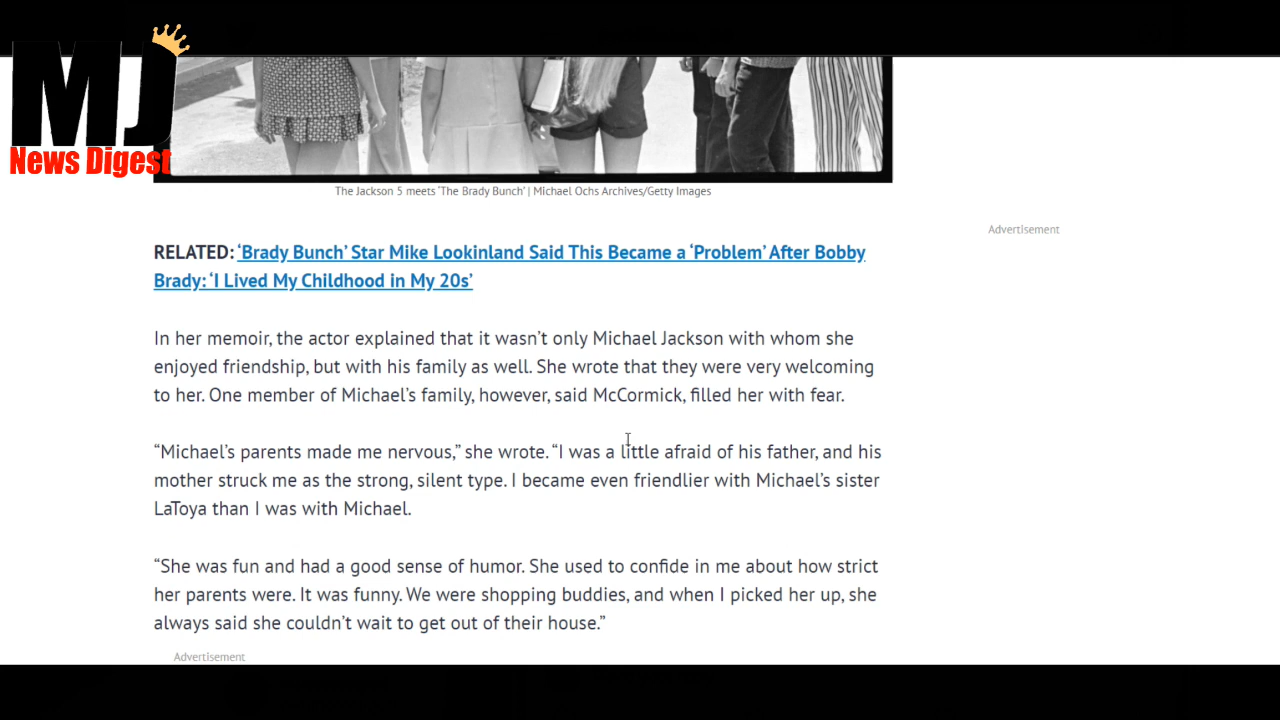 MJ
News Digest
The Jackson 5 meets 'The Brady Bunch' | Michael Ochs Archives/Getty Images
Advertisement
RELATED: ‘Brady Bunch’ Star Mike Lookinland Said This Became a ‘Problem’ After Bobby
Brady: ‘I Lived My Childhood in My 20s’
In her memoir, the actor explained that it wasn’t only Michael Jackson with whom she
enjoyed friendship, but with his family as well. She wrote that they were very welcoming
to her. One member of Michael’s family, however, said McCormick, filled her with fear.
“Michael’s parents made me nervous,” she wrote. “I was a little afraid of his father, and his
mother struck me as the strong, silent type. I became even friendlier with Michael’s sister
LaToya than I was with Michael.
“She was fun and had a good sense of humor. She used to confide in me about how strict
her parents were. It was funny. We were shopping buddies, and when I picked her up, she
always said she couldn’t wait to get out of their house.”
Advertisement